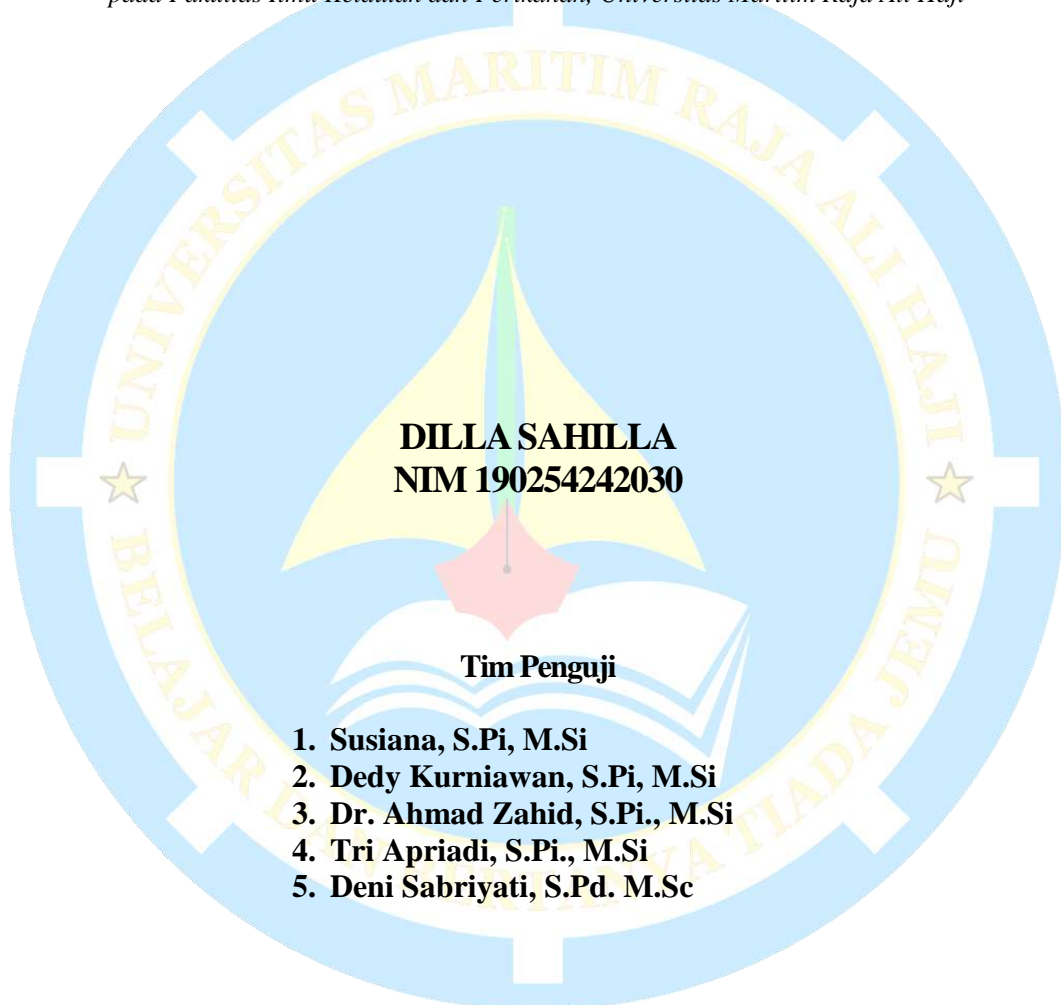 pada Fakultas Ilmu Kelautan dan Perikanan, Universitas Maritim Raja Ali Haji
UNIVERSITAS MARITIM RAJA ALI HAJI
DILLA SAHILLA
NIM 190254242030
Tim Penguji
1. Susiana, S.Pi, M.Si
2. Dedy Kurniawan, S.Pi, M.Si
3. Dr. Ahmad Zahid, S.Pi., M.Si
4. Tri Apriadi, S.Pi., M.Si
5. Deni Sabriyati, S.Pd. M.Sc
BELAJAR DAN BERTANYA TIADA JEMU